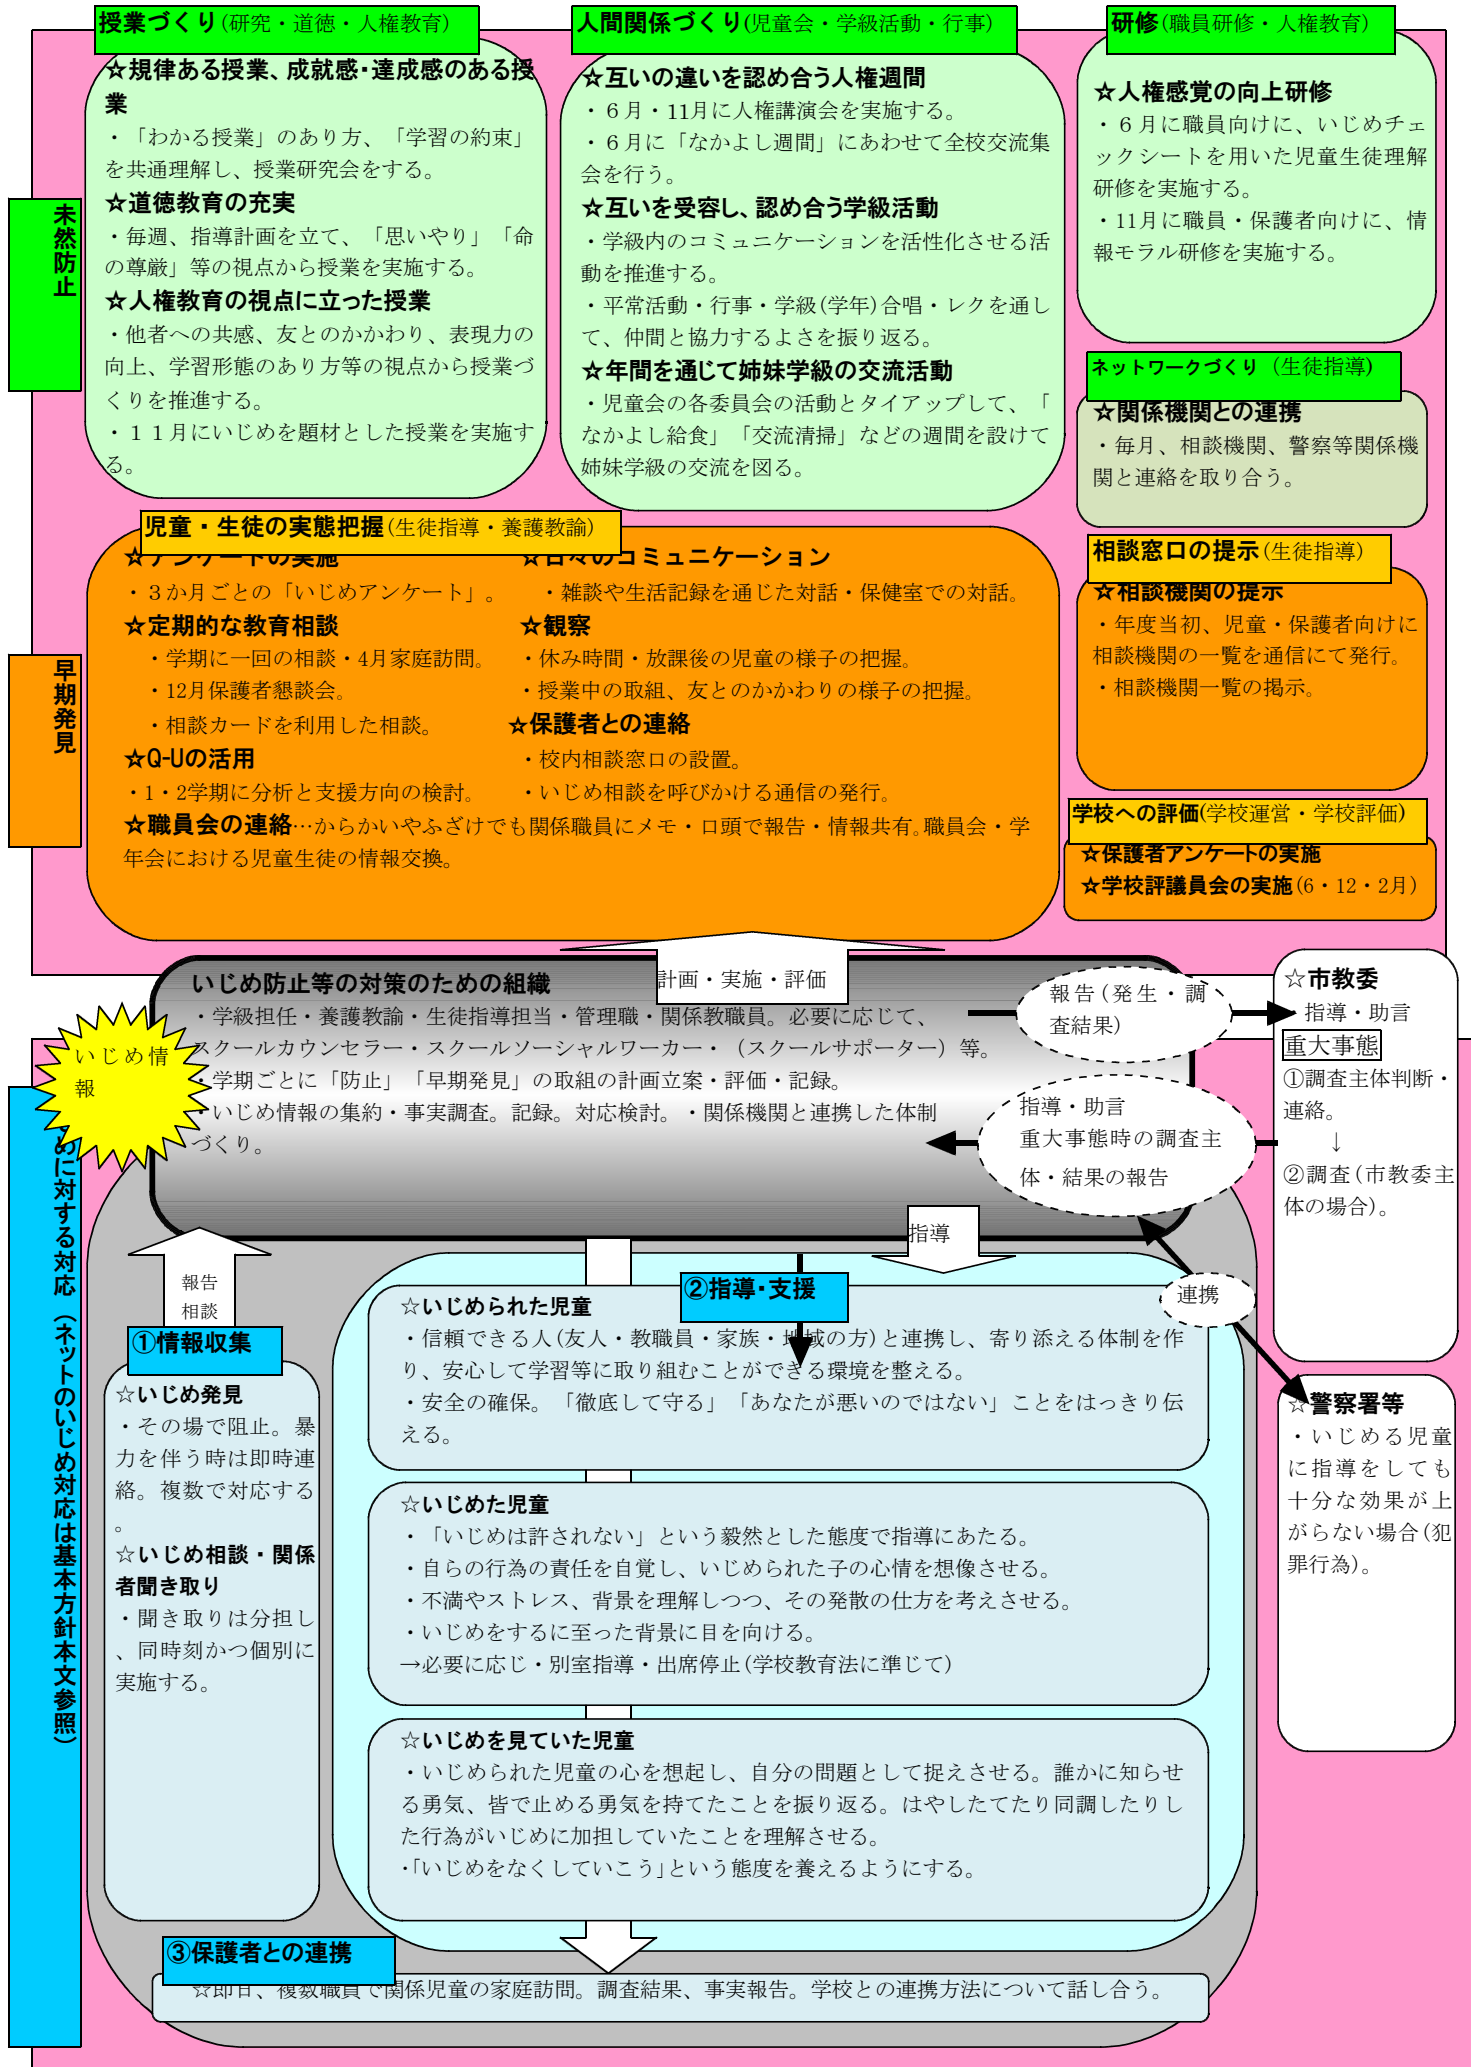 授業づくり(研究・道徳・人権教育)
☆規律ある授業、成就感・達成感のある授
業
・「わかる授業」のあり方、「学習の約束」
を共通理解し、授業研究会をする。
☆道徳教育の充実
・毎週、指導計画を立て、「思いやり」「命
の尊厳」等の視点から授業を実施する。
☆人権教育の視点に立った授業
・他者への共感、友とのかかわり、表現力の
向上、学習形態のあり方等の視点から授業づ
くりを推進する。
・１１月にいじめを題材とした授業を実施す
る。
人間関係づくり(児童会・学級活動・行事)
☆互いの違いを認め合う人権週間
・６月・11月に人権講演会を実施する。
・６月に「なかよし週間」にあわせて全校交流集
会を行う。
☆互いを受容し、認め合う学級活動
・学級内のコミュニケーションを活性化させる活
動を推進する。
・平常活動・行事・学級(学年)合唱・レクを通し
て、仲間と協力するよさを振り返る。
☆年間を通じて姉妹学級の交流活動
・児童会の各委員会の活動とタイアップして、「
なかよし給食」「交流清掃」などの週間を設けて
姉妹学級の交流を図る。
研修(職員研修・人権教育)
☆人権感覚の向上研修
・６月に職員向けに、いじめチェ
ックシートを用いた児童生徒理解
研修を実施する。
・11月に職員・保護者向けに、情
報モラル研修を実施する。
ネットワークづくり（生徒指導)
☆関係機関との連携
・毎月、相談機関、警察等関係機
関と連絡を取り合う。
未然防止
児童・生徒の実態把握(生徒指導・養護教諭)
☆アンケートの実施
・３か月ごとの「いじめアンケート」。
☆定期的な教育相談
・学期に一回の相談・4月家庭訪問。
・12月保護者懇談会。
・相談カードを利用した相談。
☆Q-Uの活用
・1・2学期に分析と支援方向の検討。
☆日々のコミュニケーション
・雑談や生活記録を通じた対話・保健室での対話。
☆観察
・休み時間・放課後の児童の様子の把握。
・授業中の取組、友とのかかわりの様子の把握。
☆保護者との連絡
・校内相談窓口の設置。
・いじめ相談を呼びかける通信の発行。
☆職員会の連絡…からかいやふざけでも関係職員にメモ・口頭で報告・情報共有。職員会・学
年会における児童生徒の情報交換。
相談窓口の提示(生徒指導)
☆相談機関の提示
・年度当初、児童・保護者向けに
相談機関の一覧を通信にて発行。
・相談機関一覧の掲示。
学校への評価(学校運営・学校評価)
☆保護者アンケートの実施
☆学校評議員会の実施(6・12・2月)
早期発見
計画・実施・評価
いじめ防止等の対策のための組織
・学級担任・養護教諭・生徒指導担当・管理職・関係教職員。必要に応じて、
スクールカウンセラー・スクールソーシャルワーカー・（スクールサポーター）等。
・学期ごとに「防止」「早期発見」の取組の計画立案・評価・記録。
・いじめ情報の集約・事実調査。記録。対応検討。・関係機関と連携した体制
づくり。
いじめ情
報
報告(発生・調
査結果)
指導・助言
重大事態時の調査主
体・結果の報告
☆市教委
・指導・助言
重大事態
①調査主体判断・
連絡。
↓
②調査(市教委主
体の場合)。
指導
連携
☆警察署等
・いじめる児童
に指導をしても
十分な効果が上
がらない場合(犯
罪行為)。
めに対する対応（ネットのいじめ対応は基本方針本文参照）
報告
相談
①情報収集
☆いじめ発見
・その場で阻止。暴
力を伴う時は即時連
絡。複数で対応する
。
☆いじめ相談・関係
者聞き取り
・聞き取りは分担し
、同時刻かつ個別に
実施する。
②指導・支援
☆いじめられた児童
・信頼できる人(友人・教職員・家族・地域の方)と連携し、寄り添える体制を作
り、安心して学習等に取り組むことができる環境を整える。
・安全の確保。「徹底して守る」「あなたが悪いのではない」ことをはっきり伝
える。
☆いじめた児童
・「いじめは許されない」という毅然とした態度で指導にあたる。
・自らの行為の責任を自覚し、いじめられた子の心情を想像させる。
・不満やストレス、背景を理解しつつ、その発散の仕方を考えさせる。
・いじめをするに至った背景に目を向ける。
→必要に応じ・別室指導・出席停止(学校教育法に準じて)
☆いじめを見ていた児童
・いじめられた児童の心を想起し、自分の問題として捉えさせる。誰かに知らせ
る勇気、皆で止める勇気を持てたことを振り返る。はやしたてたり同調したりし
た行為がいじめに加担していたことを理解させる。
・「いじめをなくしていこう」という態度を養えるようにする。
③保護者との連携
☆即日、複数職員で関係児童の家庭訪問。調査結果、事実報告。学校との連携方法について話し合う。